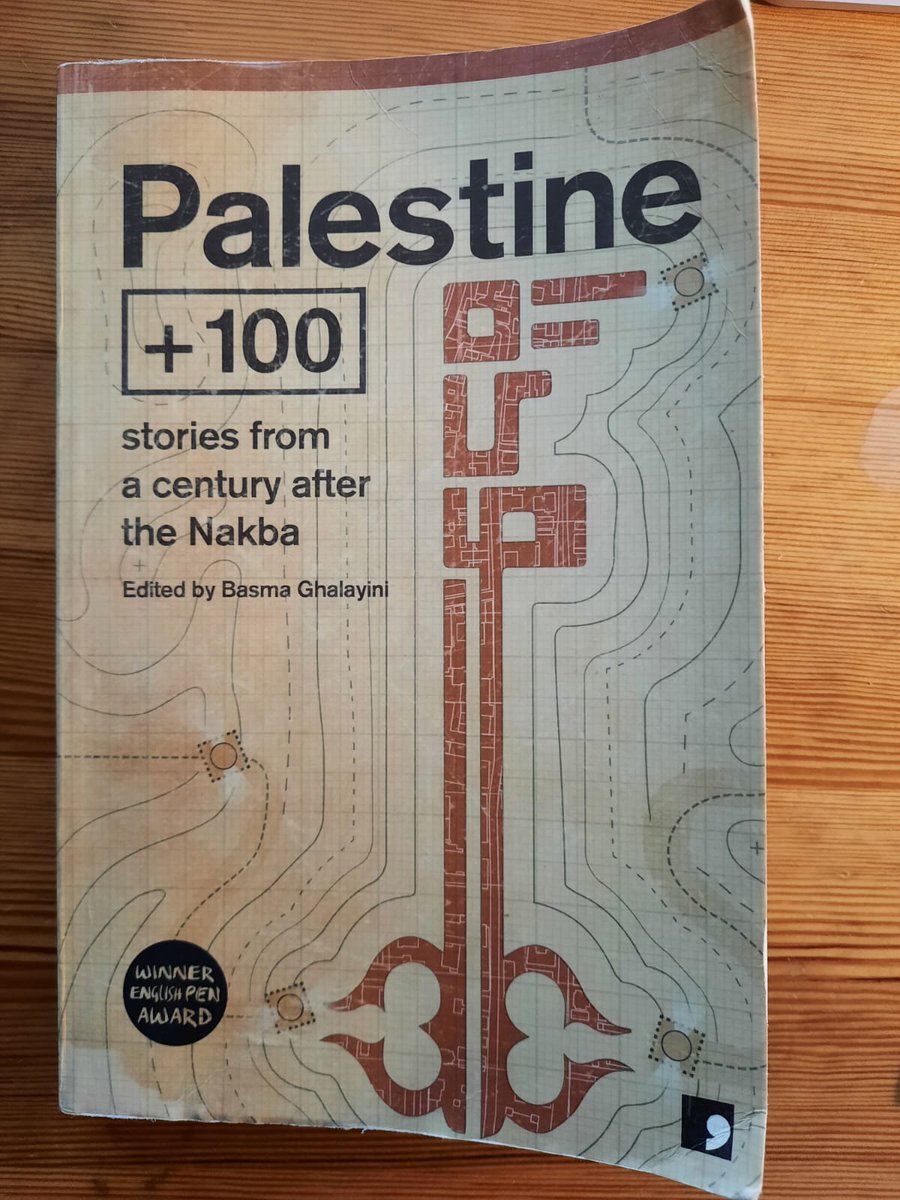 Palestine
+100
stories from
a century after
the Nakba
Edited by Basma Ghalayini
WINNER
ENGLISH PEN
AWARD